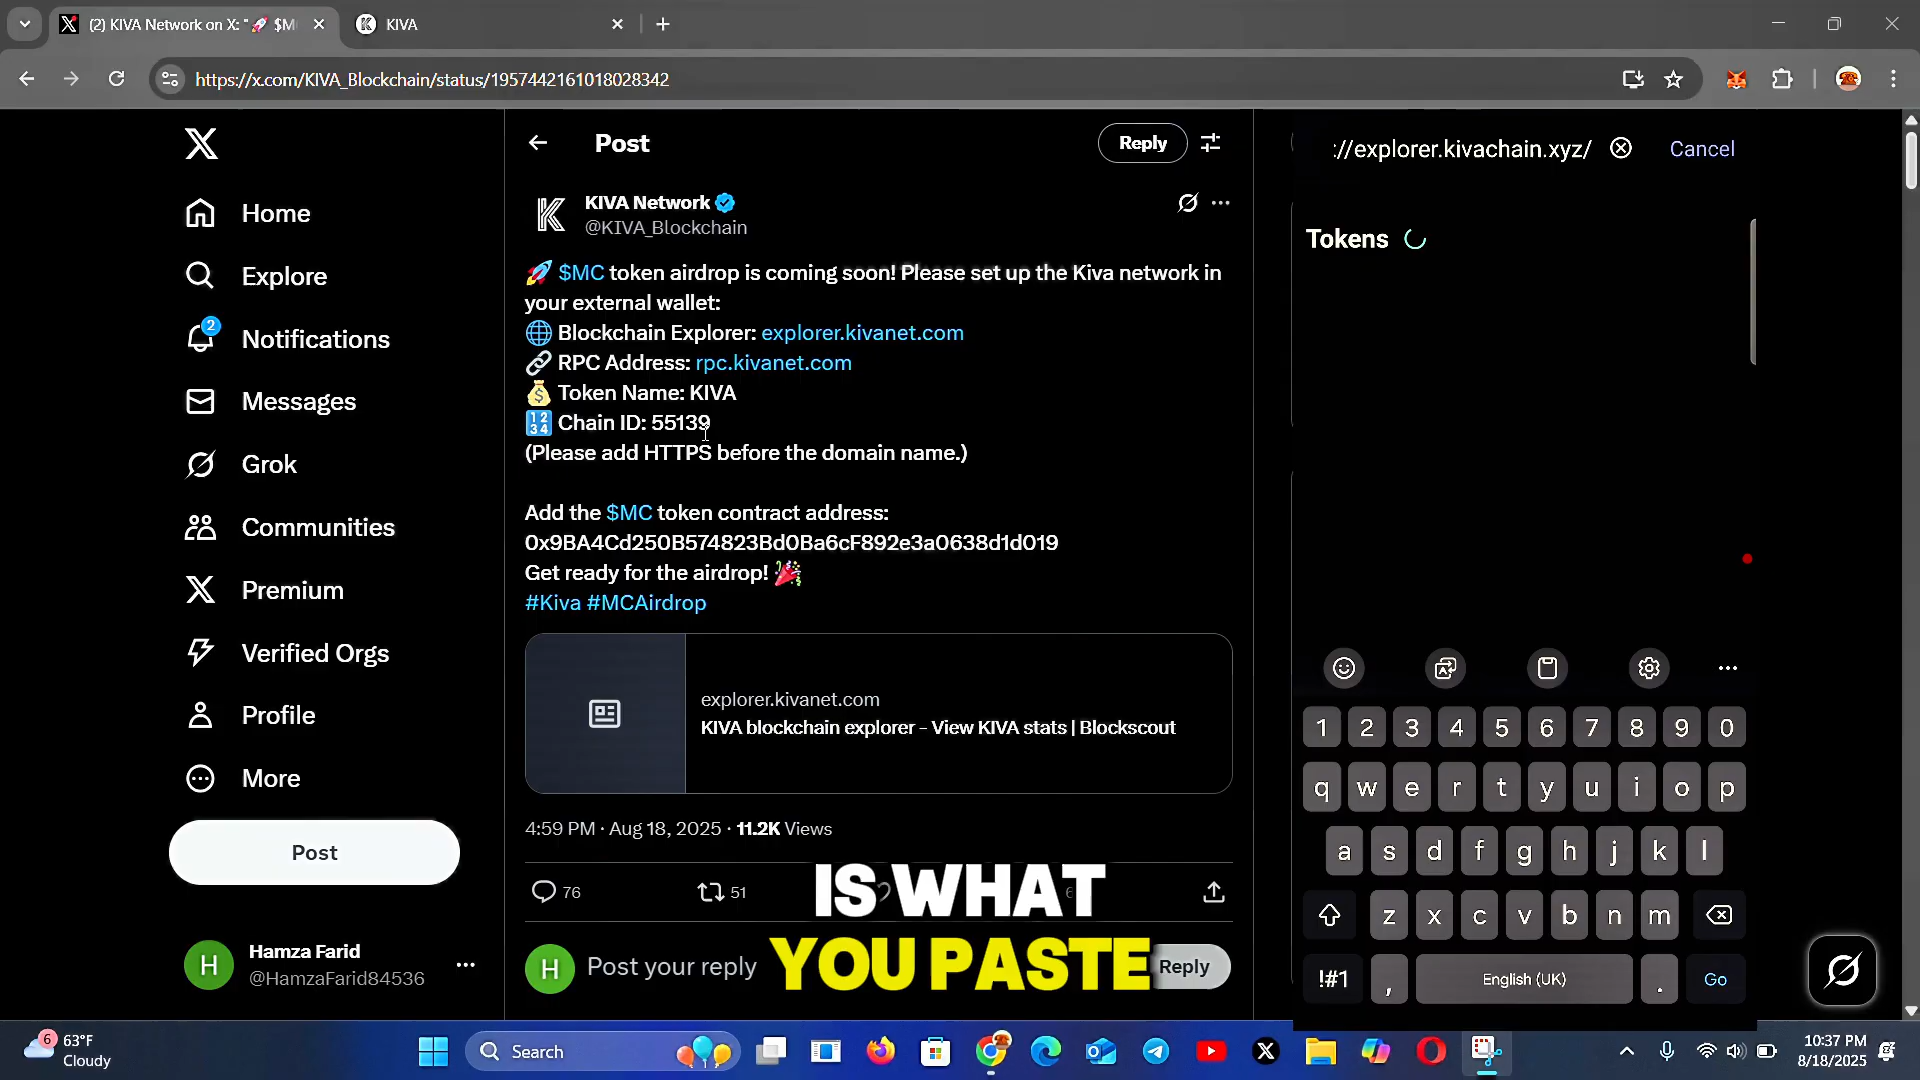 (2) KIVA Network on X: "🚀 $M
KIVA
https://x.com/KIVA_Blockchain/status/1957442161018028342
Home
Explore
2
Notifications
Messages
Grok
Communities
Premium
Verified Orgs
Profile
More
Post
H
Hamza Farid
@HamzaFarid84536
Post
Reply
KIVA Network
@KIVA_Blockchain
🚀 $MC token airdrop is coming soon! Please set up the Kiva network in
your external wallet:
🌐 Blockchain Explorer: explorer.kivanet.com
🔗 RPC Address: rpc.kivanet.com
💰 Token Name: KIVA
🔢 Chain ID: 55139
(Please add HTTPS before the domain name.)
Add the $MC token contract address:
0x9BA4Cd250B574823Bd0Ba6cF892e3a0638d1d019
Get ready for the airdrop! 🎉
#Kiva #MCAirdrop
explorer.kivanet.com
KIVA blockchain explorer - View KIVA stats | Blockscout
4:59 PM · Aug 18, 2025 · 11.2K Views
76
51
IS WHAT
YOU PASTE
H
Post your reply
Reply
://explorer.kivachain.xyz/
Cancel
Tokens
1 2 3 4 5 6 7 8 9 0
q w e r t y u i o p
a s d f g h j k l
z x c v b n m
!#1 , English (UK) . Go
6
63°F
Cloudy
Search
10:37 PM
8/18/2025